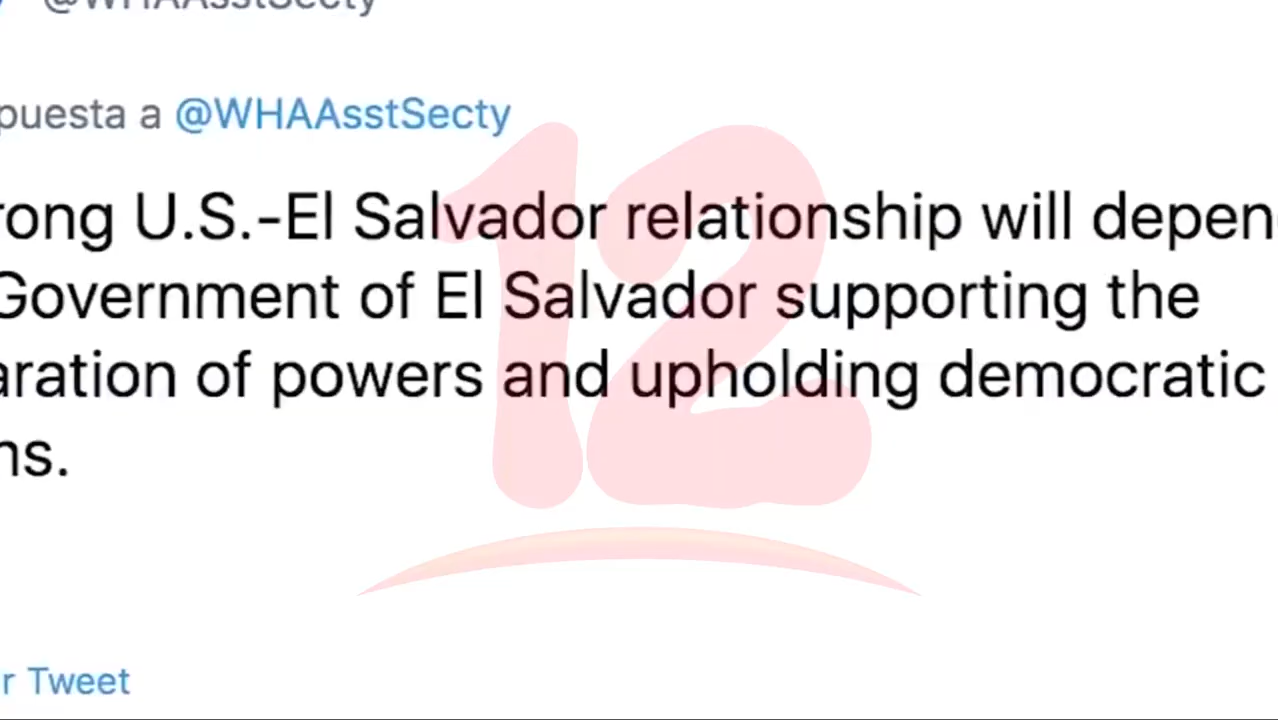 @WHAAsstSecty
puesta a @WHAAsstSecty
rong U.S.-El Salvador relationship will depen
Government of El Salvador supporting the
aration of powers and upholding democratic
ns.
r Tweet
12